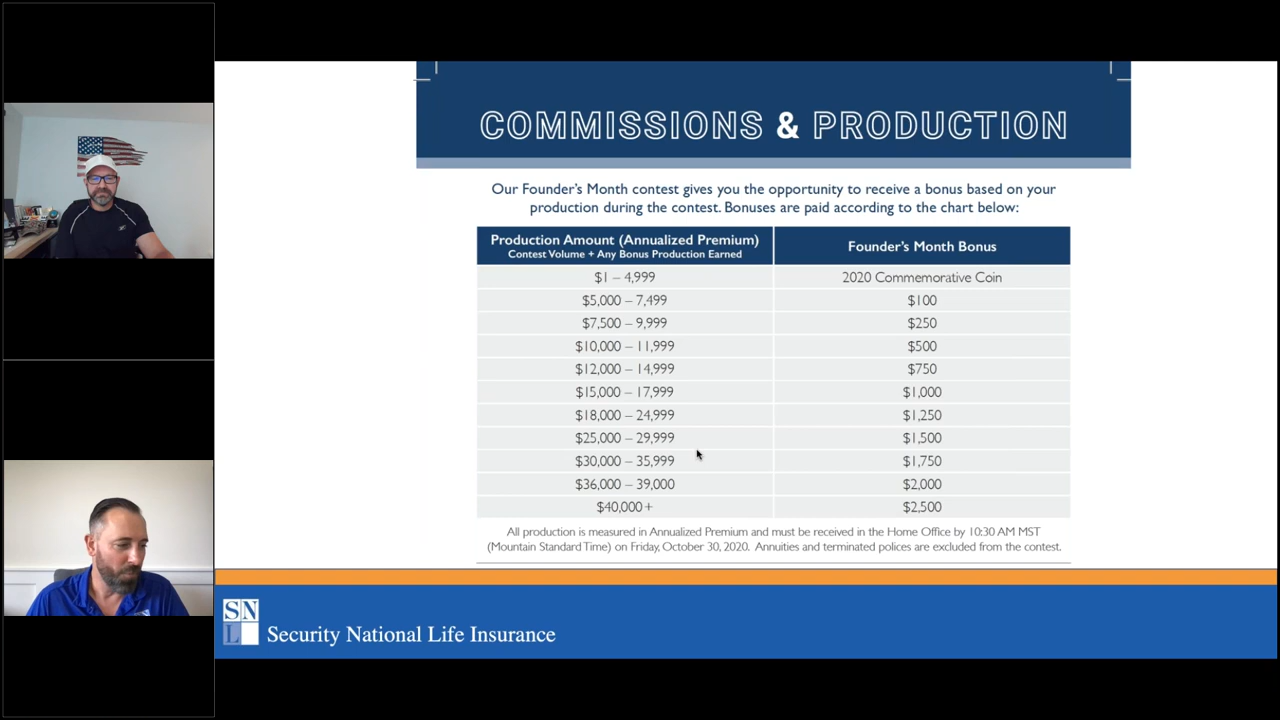 COMMISSIONS & PRODUCTION
Our Founder's Month contest gives you the opportunity to receive a bonus based on your
production during the contest. Bonuses are paid according to the chart below:
Production Amount (Annualized Premium)
Contest Volume + Any Bonus Production Earned
Founder's Month Bonus
$1 – 4,999
2020 Commemorative Coin
$5,000 – 7,499
$100
$7,500 – 9,999
$250
$10,000 – 11,999
$500
$12,000 – 14,999
$750
$15,000 – 17,999
$1,000
$18,000 – 24,999
$1,250
$25,000 – 29,999
$1,500
$30,000 – 35,999
$1,750
$36,000 – 39,000
$2,000
$40,000+
$2,500
All production is measured in Annualized Premium and must be received in the Home Office by 10:30 AM MST
(Mountain Standard Time) on Friday, October 30, 2020. Annuities and terminated polices are excluded from the contest.
SN
L
Security National Life Insurance